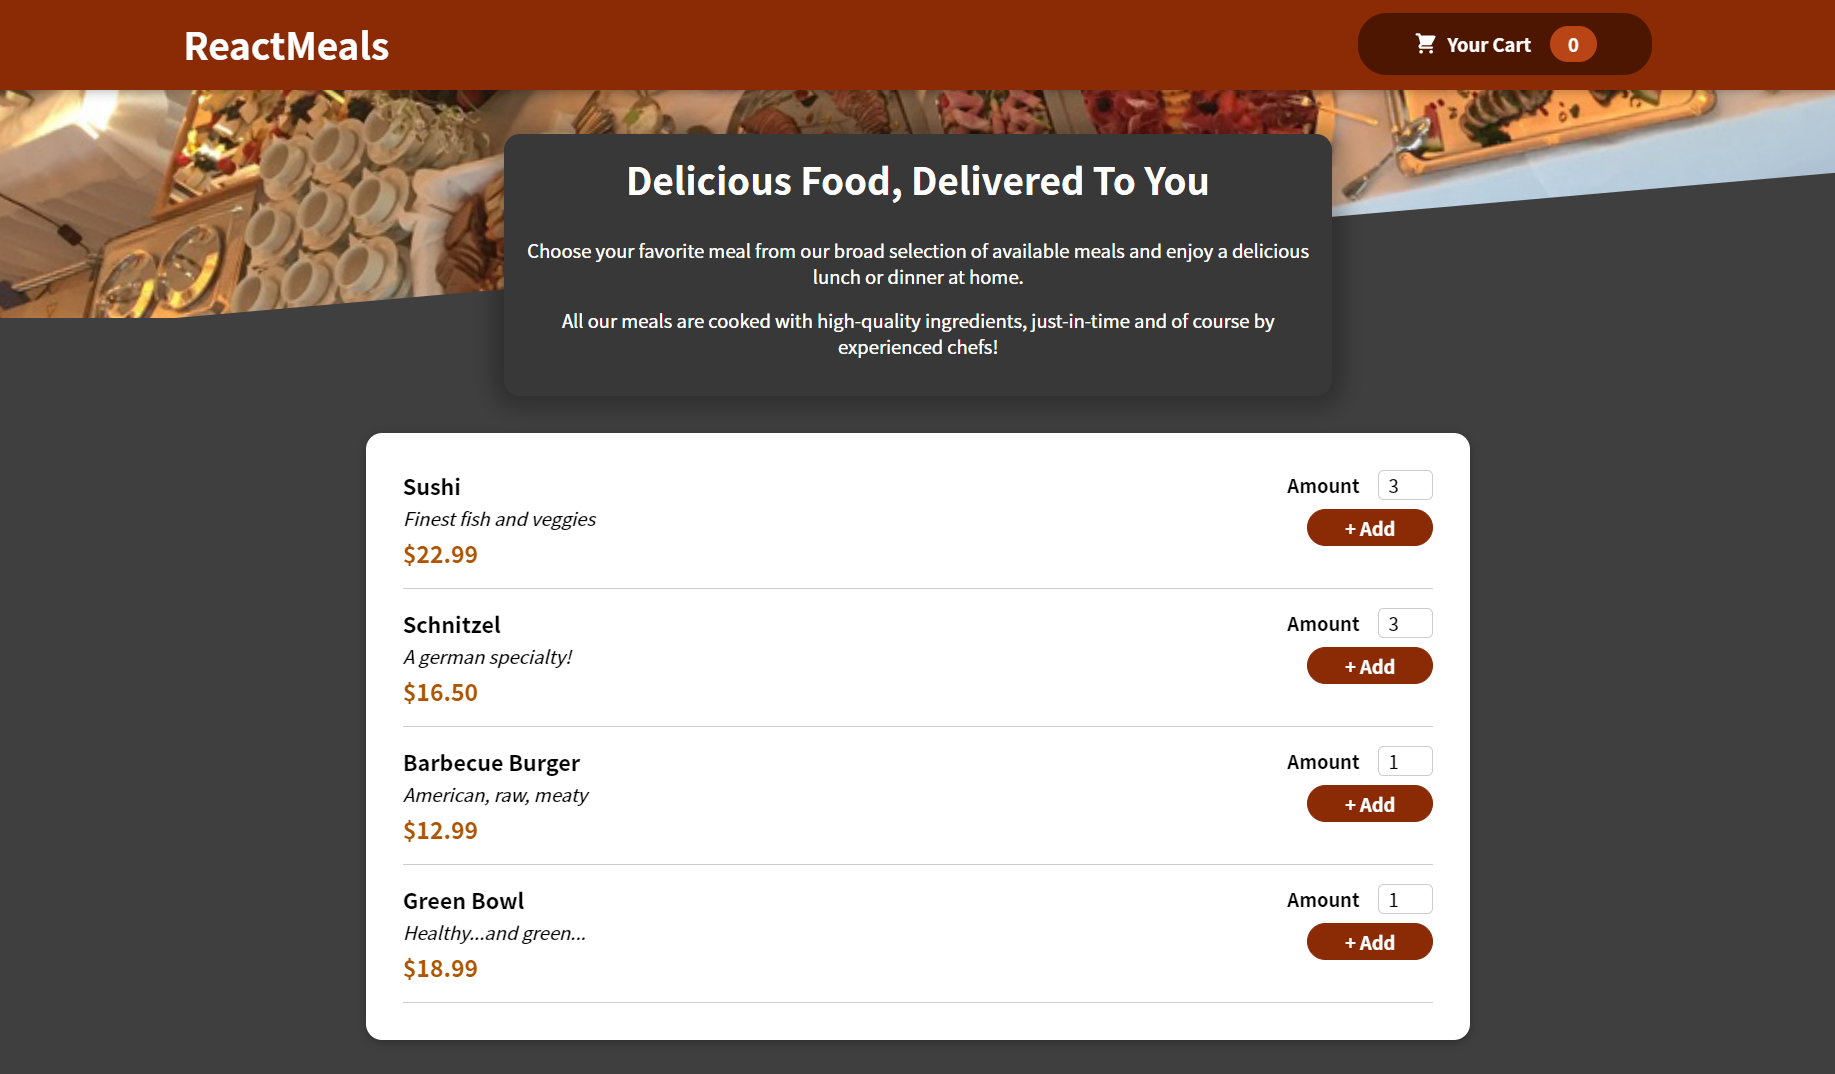 ReactMeals
Your Cart 0
Delicious Food, Delivered To You
Choose your favorite meal from our broad selection of available meals and enjoy a delicious
lunch or dinner at home.
All our meals are cooked with high-quality ingredients, just-in-time and of course by
experienced chefs!
Sushi
Finest fish and veggies
$22.99
Amount 3
+ Add
Schnitzel
A german specialty!
$16.50
Amount 3
+ Add
Barbecue Burger
American, raw, meaty
$12.99
Amount 1
+ Add
Green Bowl
Healthy...and green...
$18.99
Amount 1
+ Add